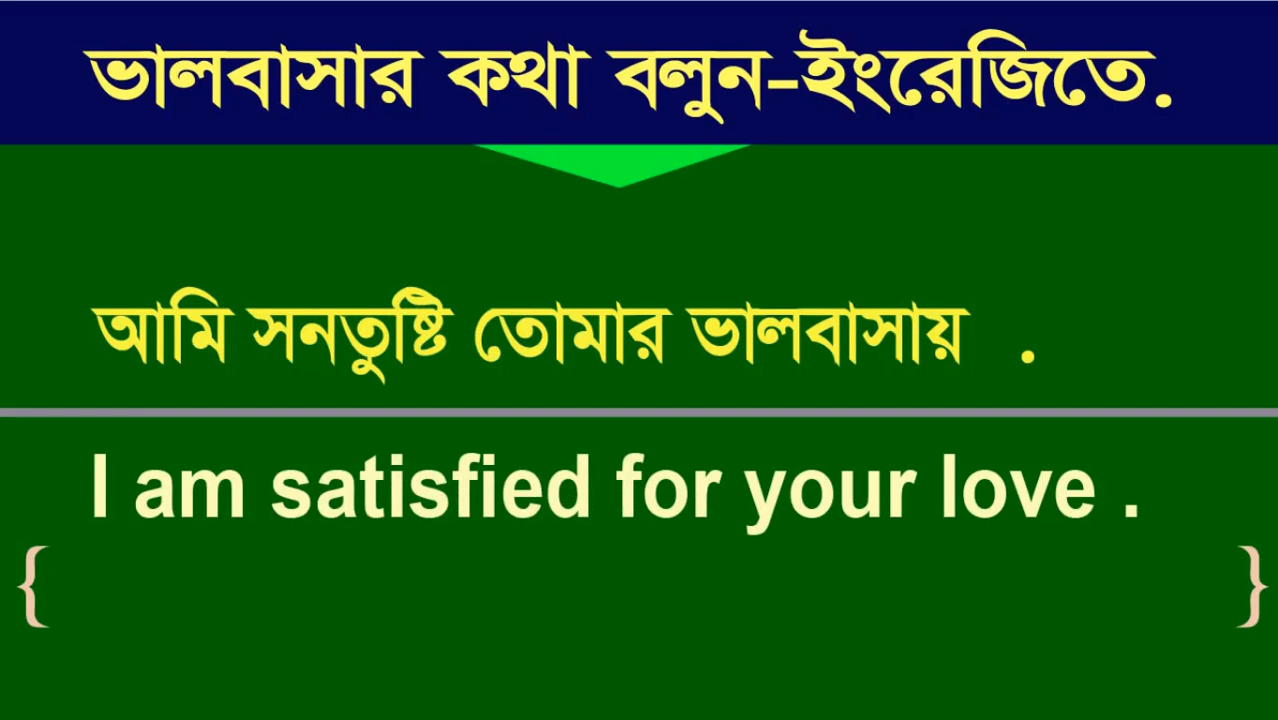 ভালবাসার কথা বলুন-ইংরেজিতে.
আমি সনতুষ্টি তোমার ভালবাসায় .
I am satisfied for your love .
{ }